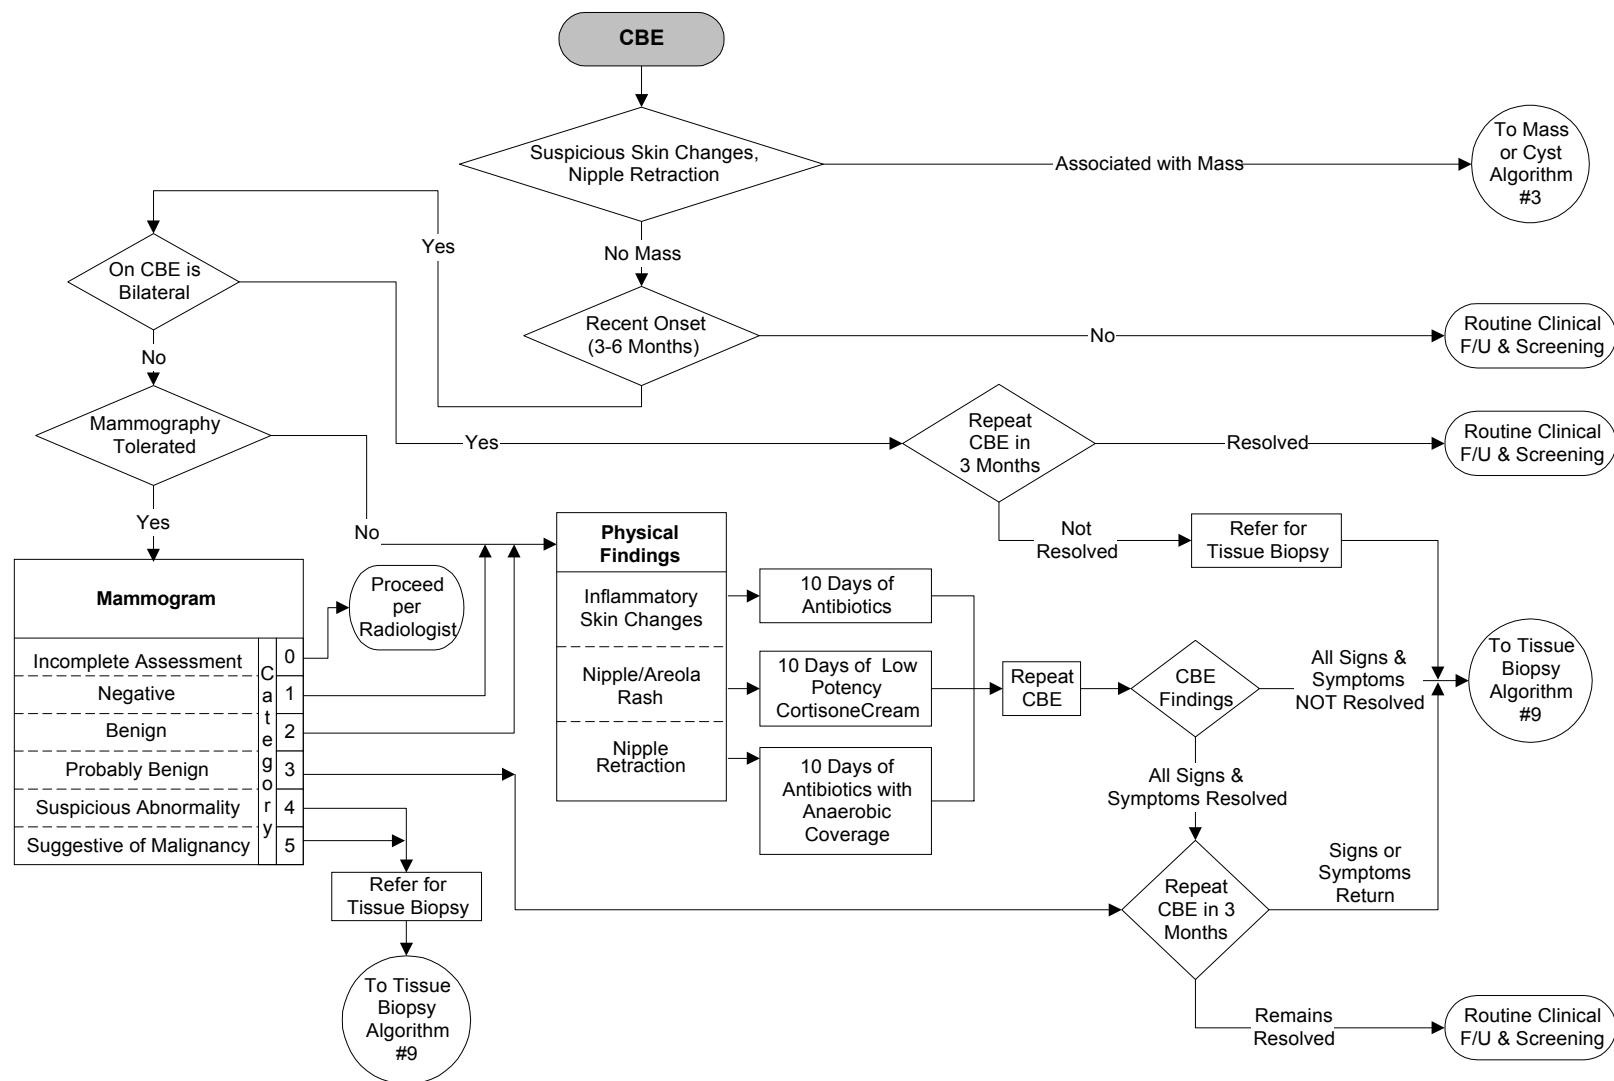 CBE
Suspicious Skin Changes,
Nipple Retraction
Associated with Mass
To Mass
or Cyst
Algorithm
#3
No Mass
Yes
On CBE is
Bilateral
Recent Onset
(3-6 Months)
No
Routine Clinical
F/U & Screening
No
Mammography
Tolerated
Yes
Repeat
CBE in
3 Months
Resolved
Routine Clinical
F/U & Screening
Yes
No
Not
Resolved
Refer for
Tissue Biopsy
Mammogram
Incomplete Assessment
Negative
Benign
Probably Benign
Suspicious Abnormality
Suggestive of Malignancy
C
a
t
e
g
o
r
y
0
1
2
3
4
5
Proceed
per
Radiologist
Physical
Findings
Inflammatory
Skin Changes
Nipple/Areola
Rash
Nipple
Retraction
10 Days of
Antibiotics
10 Days of Low
Potency
CortisoneCream
10 Days of
Antibiotics with
Anaerobic
Coverage
Repeat
CBE
CBE
Findings
All Signs &
Symptoms
NOT Resolved
To Tissue
Biopsy
Algorithm
#9
All Signs &
Symptoms Resolved
Repeat
CBE in 3
Months
Signs or
Symptoms
Return
Refer for
Tissue Biopsy
To Tissue
Biopsy
Algorithm
#9
Remains
Resolved
Routine Clinical
F/U & Screening